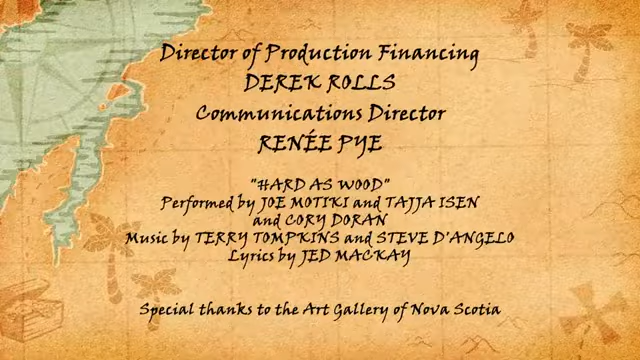 Director of Production Financing
DEREK ROLLS
Communications Director
RENÉE PYE
"HARD AS WOOD"
Performed by JOE MOTIKI and TAJJA ISEN
and CORY DORAN
Music by TERRY TOMPKINS and STEVE D'ANGELO
Lyrics by JED MACKAY
Special thanks to the Art Gallery of Nova Scotia